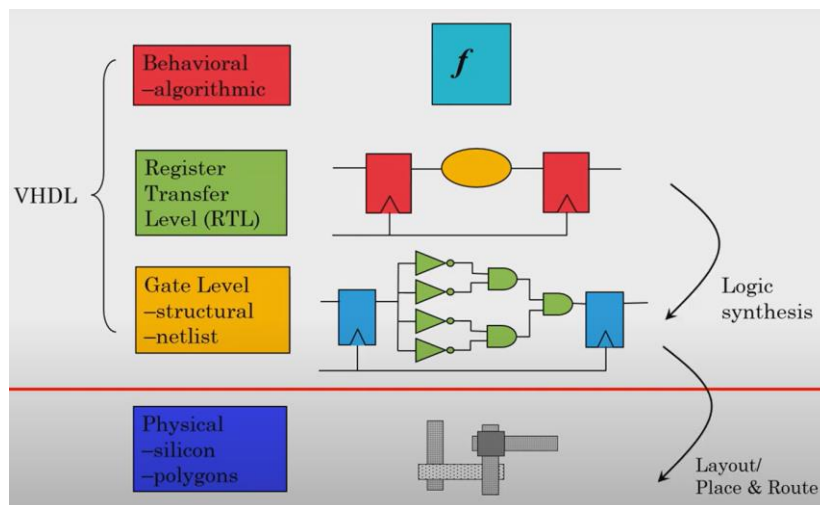 Behavioral
–algorithmic
f
VHDL
Register
Transfer
Level (RTL)
Gate Level
–structural
–netlist
Logic
synthesis
Physical
–silicon
–polygons
Layout/
Place & Route